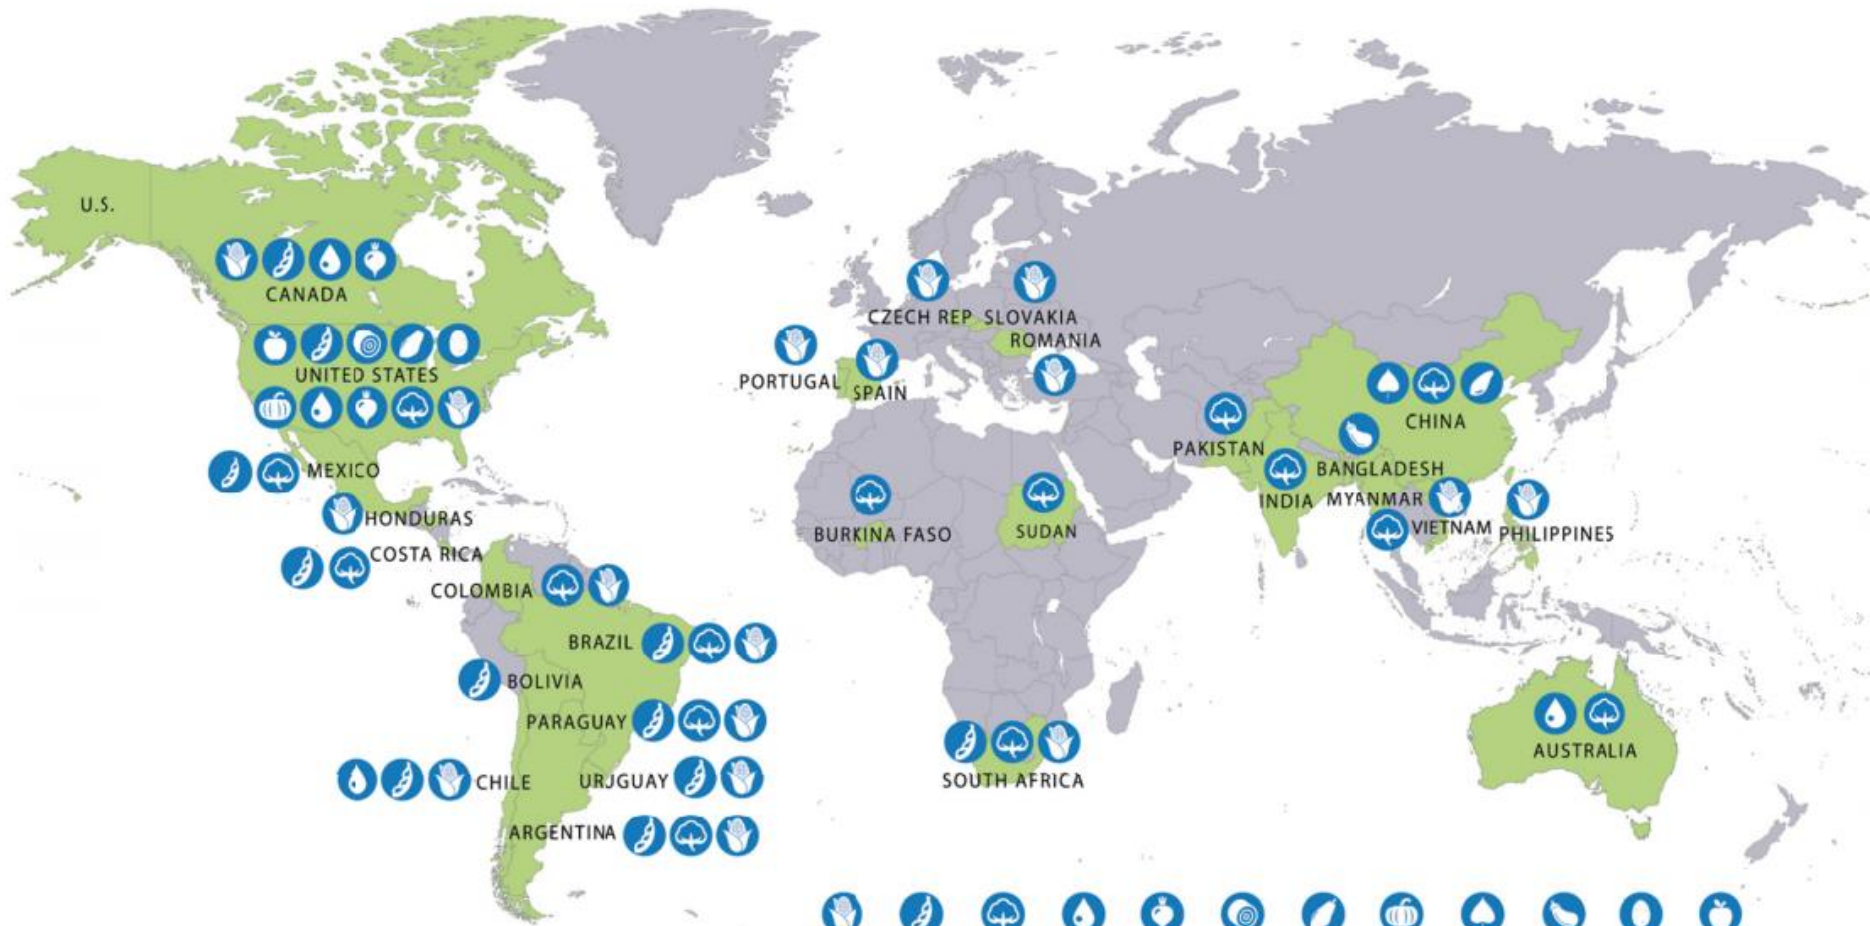 U.S.
CANADA
UNITED STATES
MEXICO
HONDURAS
COSTA RICA
COLOMBIA
BRAZIL
BOLIVIA
PARAGUAY
CHILE
URJGUAY
ARGENTINA
CZECH REP
SLOVAKIA
ROMANIA
PORTUGAL
SPAIN
BURKINA FASO
SUDAN
SOUTH AFRICA
PAKISTAN
INDIA
BANGLADESH
CHINA
MYANMAR
VIETNAM
PHILIPPINES
AUSTRALIA